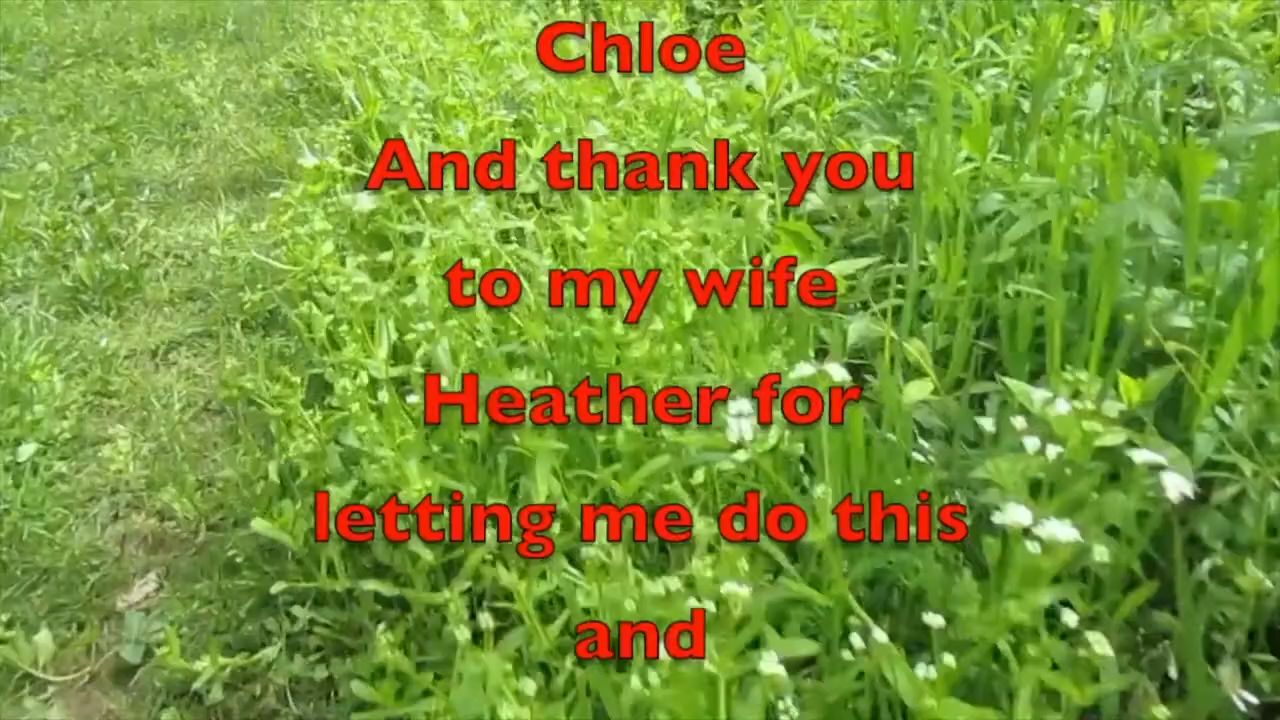 Chloe
And thank you
to my wife
Heather for
letting me do this
and